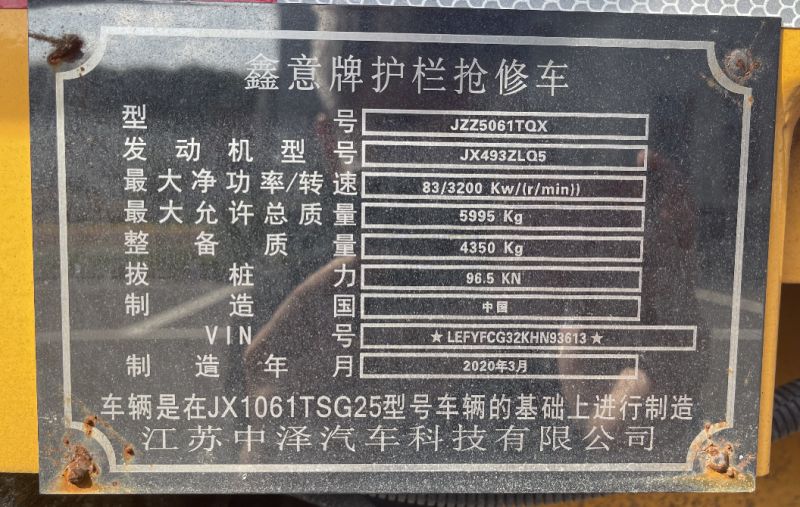 鑫意牌护栏抢修车
型号 JZZ5061TQX
发动机型号 JX493ZLQ5
最大净功率/转速 83/3200 Kw/(r/min))
最大允许总质量 5995 Kg
整备质量 4350 Kg
拔桩力 96.5 KN
制造国 中国
VIN号 ★LEFYFCG32KHN93613★
制造年月 2020年3月
车辆是在JX1061TSG25型号车辆的基础上进行制造
江苏中泽汽车科技有限公司